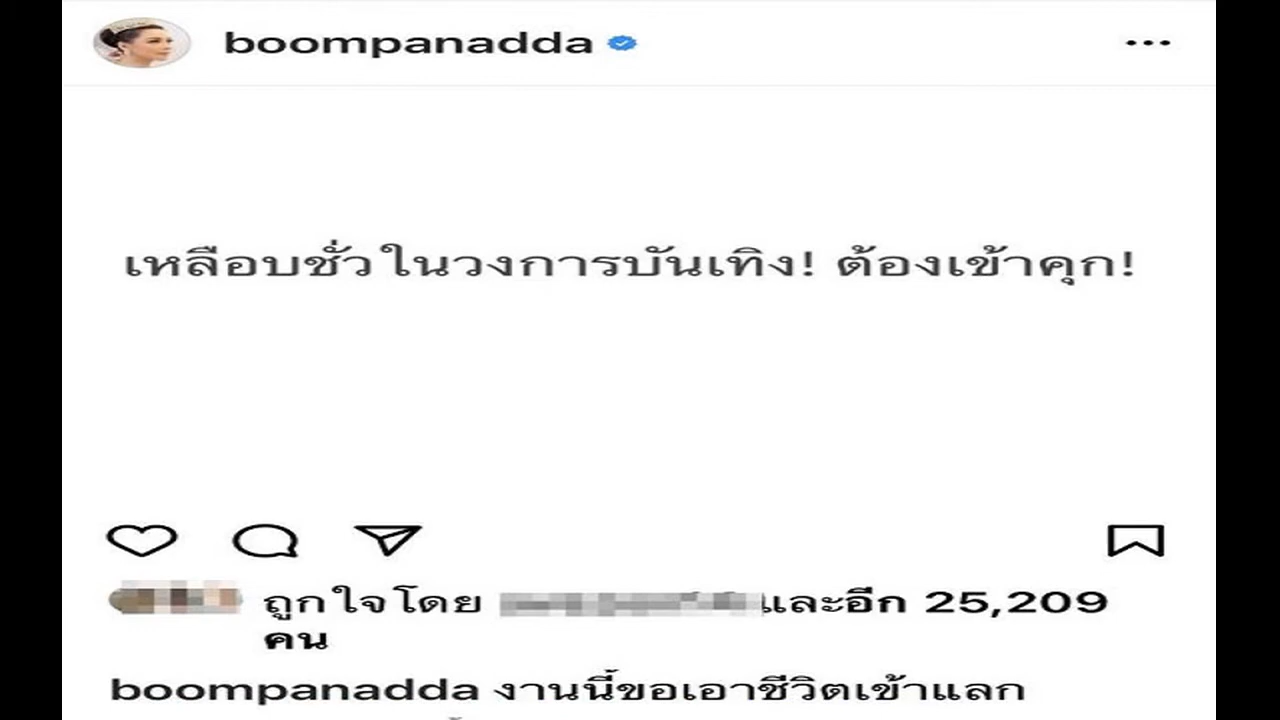 boompanadda
เหลือบชั่วในวงการบันเทิง! ต้องเข้าคุก!
ถูกใจโดย และอีก 25,209
คน
boompanadda งานนี้ขอเอาชีวิตเข้าแลก